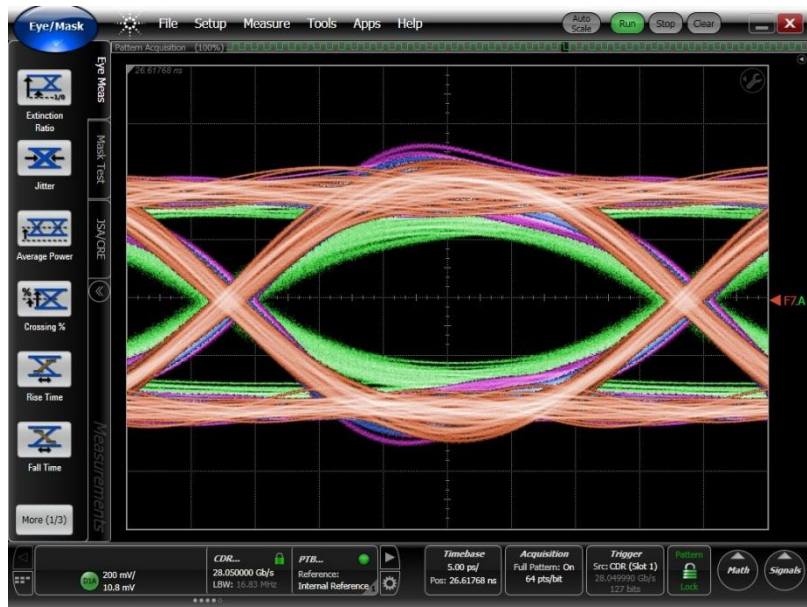 Eye/Mask
File Setup Measure Tools Apps Help
Auto
Scale
Run
Stop
Clear
Pattern Acquisition (100%)
26.61768 ns
Eye Meas
Mask Test
JSA/CRE
Measurements
Extinction
Ratio
Jitter
Average Power
Crossing %
Rise Time
Fall Time
More (1/3)
F7.A
D1A
200 mV/
10.8 mV
CDR...
28.050000 Gb/s
LBW: 16.83 MHz
PTB...
Reference:
Internal Reference
Timebase
5.00 ps/
Pos: 26.61768 ns
Acquisition
Full Pattern: On
64 pts/bit
Trigger
Src: CDR (Slot 1)
28.049990 Gb/s
127 bits
Pattern
Lock
Math
Signals